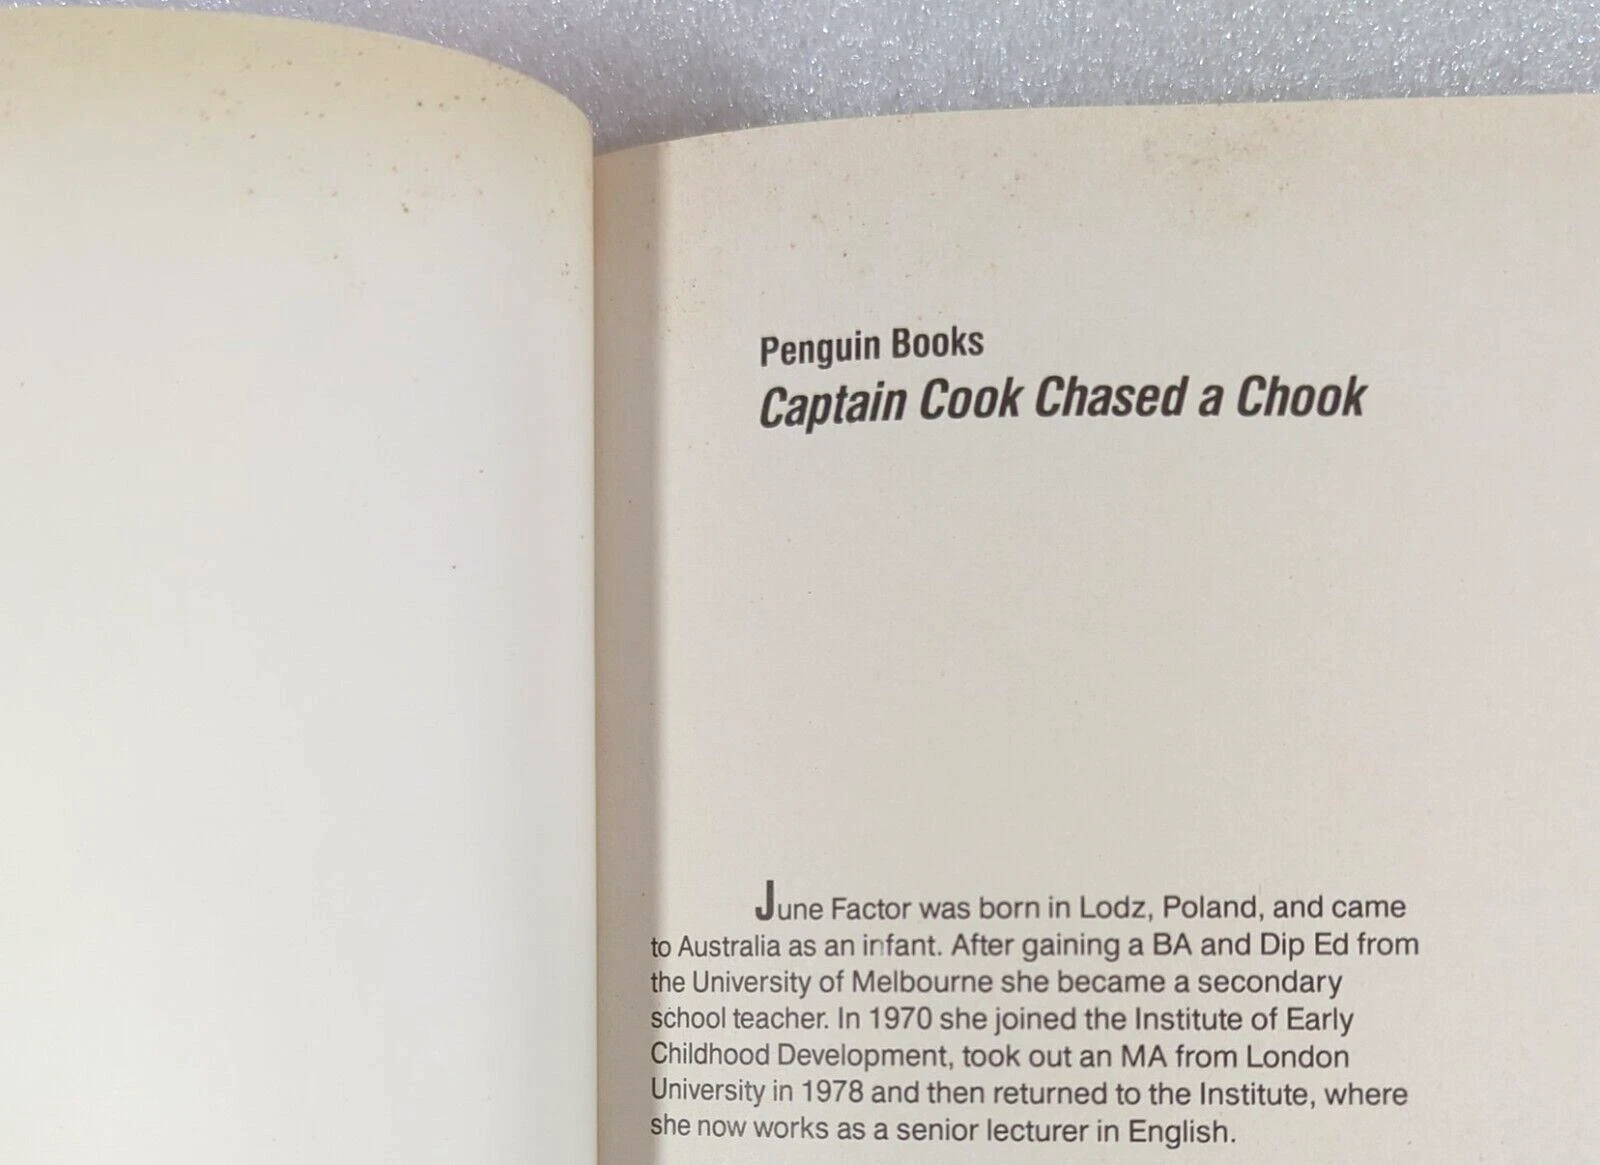 Penguin Books
Captain Cook Chased a Chook
June Factor was born in Lodz, Poland, and came
to Australia as an infant. After gaining a BA and Dip Ed from
the University of Melbourne she became a secondary
school teacher. In 1970 she joined the Institute of Early
Childhood Development, took out an MA from London
University in 1978 and then returned to the Institute, where
she now works as a senior lecturer in English.